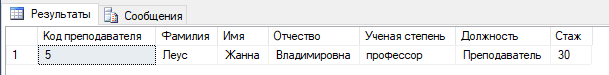 Результаты Сообщения
Код преподавателя Фамилия Имя Отчество Ученая степень Должность Стаж
1 5 Леус Жанна Владимировна профессор Преподаватель 30